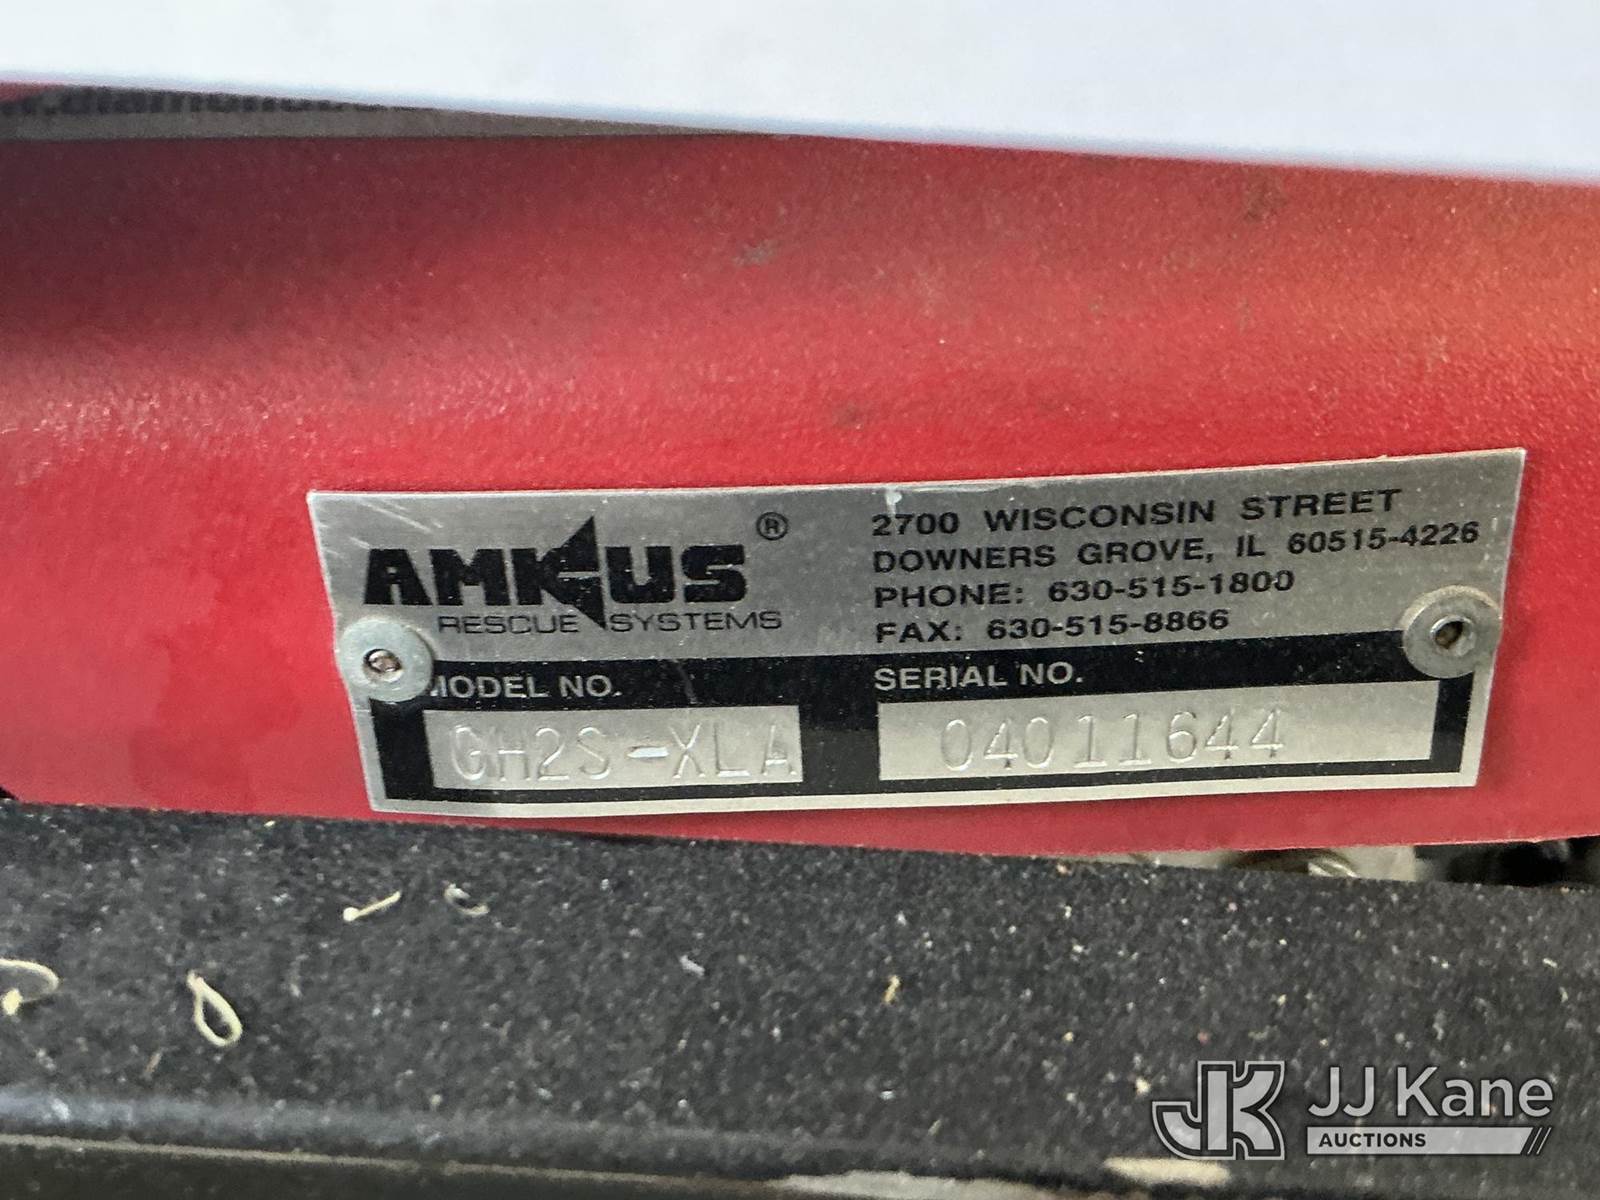 AMKUS®
RESCUE SYSTEMS
2700 WISCONSIN STREET
DOWNERS GROVE, IL 60515-4226
PHONE: 630-515-1800
FAX: 630-515-8866
MODEL NO.
GH2S-XLA
SERIAL NO.
04011644
JK JJ Kane
AUCTIONS